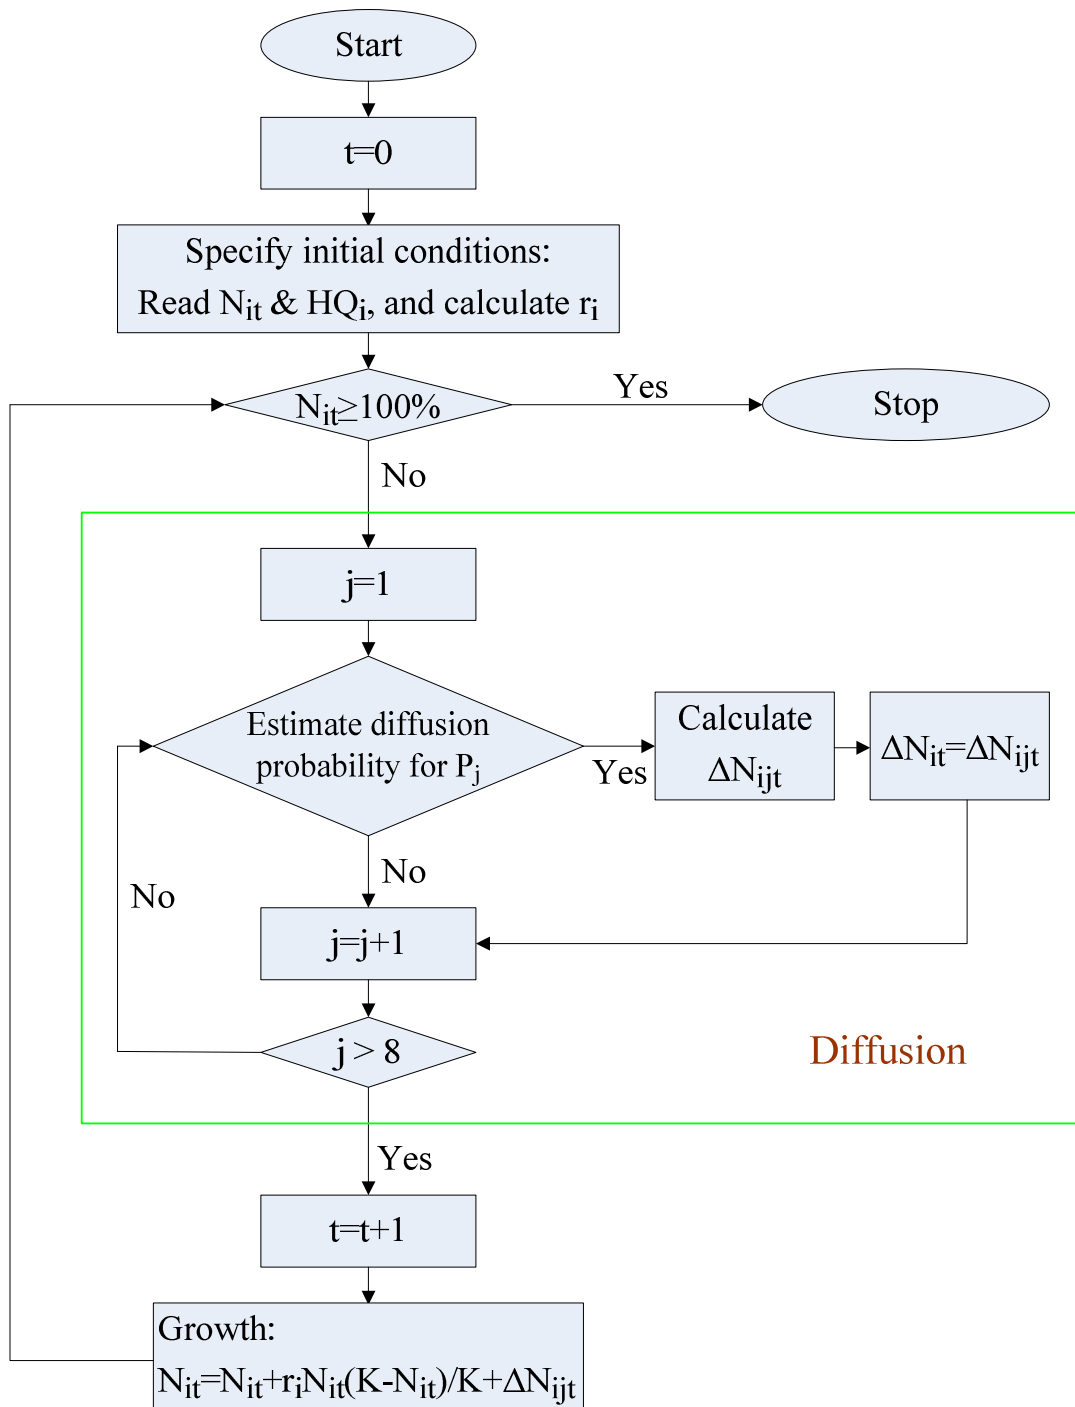 Start
t=0
Specify initial conditions:
Read Nit & HQi, and calculate ri
Nit≥100%
Yes
Stop
No
j=1
Estimate diffusion
probability for Pj
Yes
Calculate
ΔNijt
ΔNit=ΔNijt
No
No
j=j+1
j > 8
Diffusion
Yes
t=t+1
Growth:
Nit=Nit+riNit(K-Nit)/K+ΔNijt